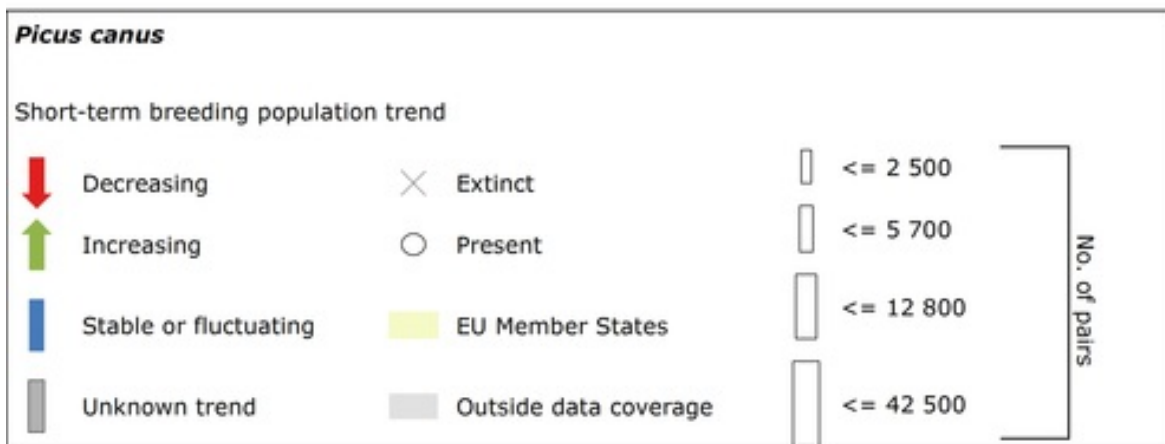 Picus canus
Short-term breeding population trend
Decreasing
Extinct
<= 2 500
Increasing
Present
<= 5 700
Stable or fluctuating
EU Member States
<= 12 800
Unknown trend
Outside data coverage
<= 42 500
No. of pairs